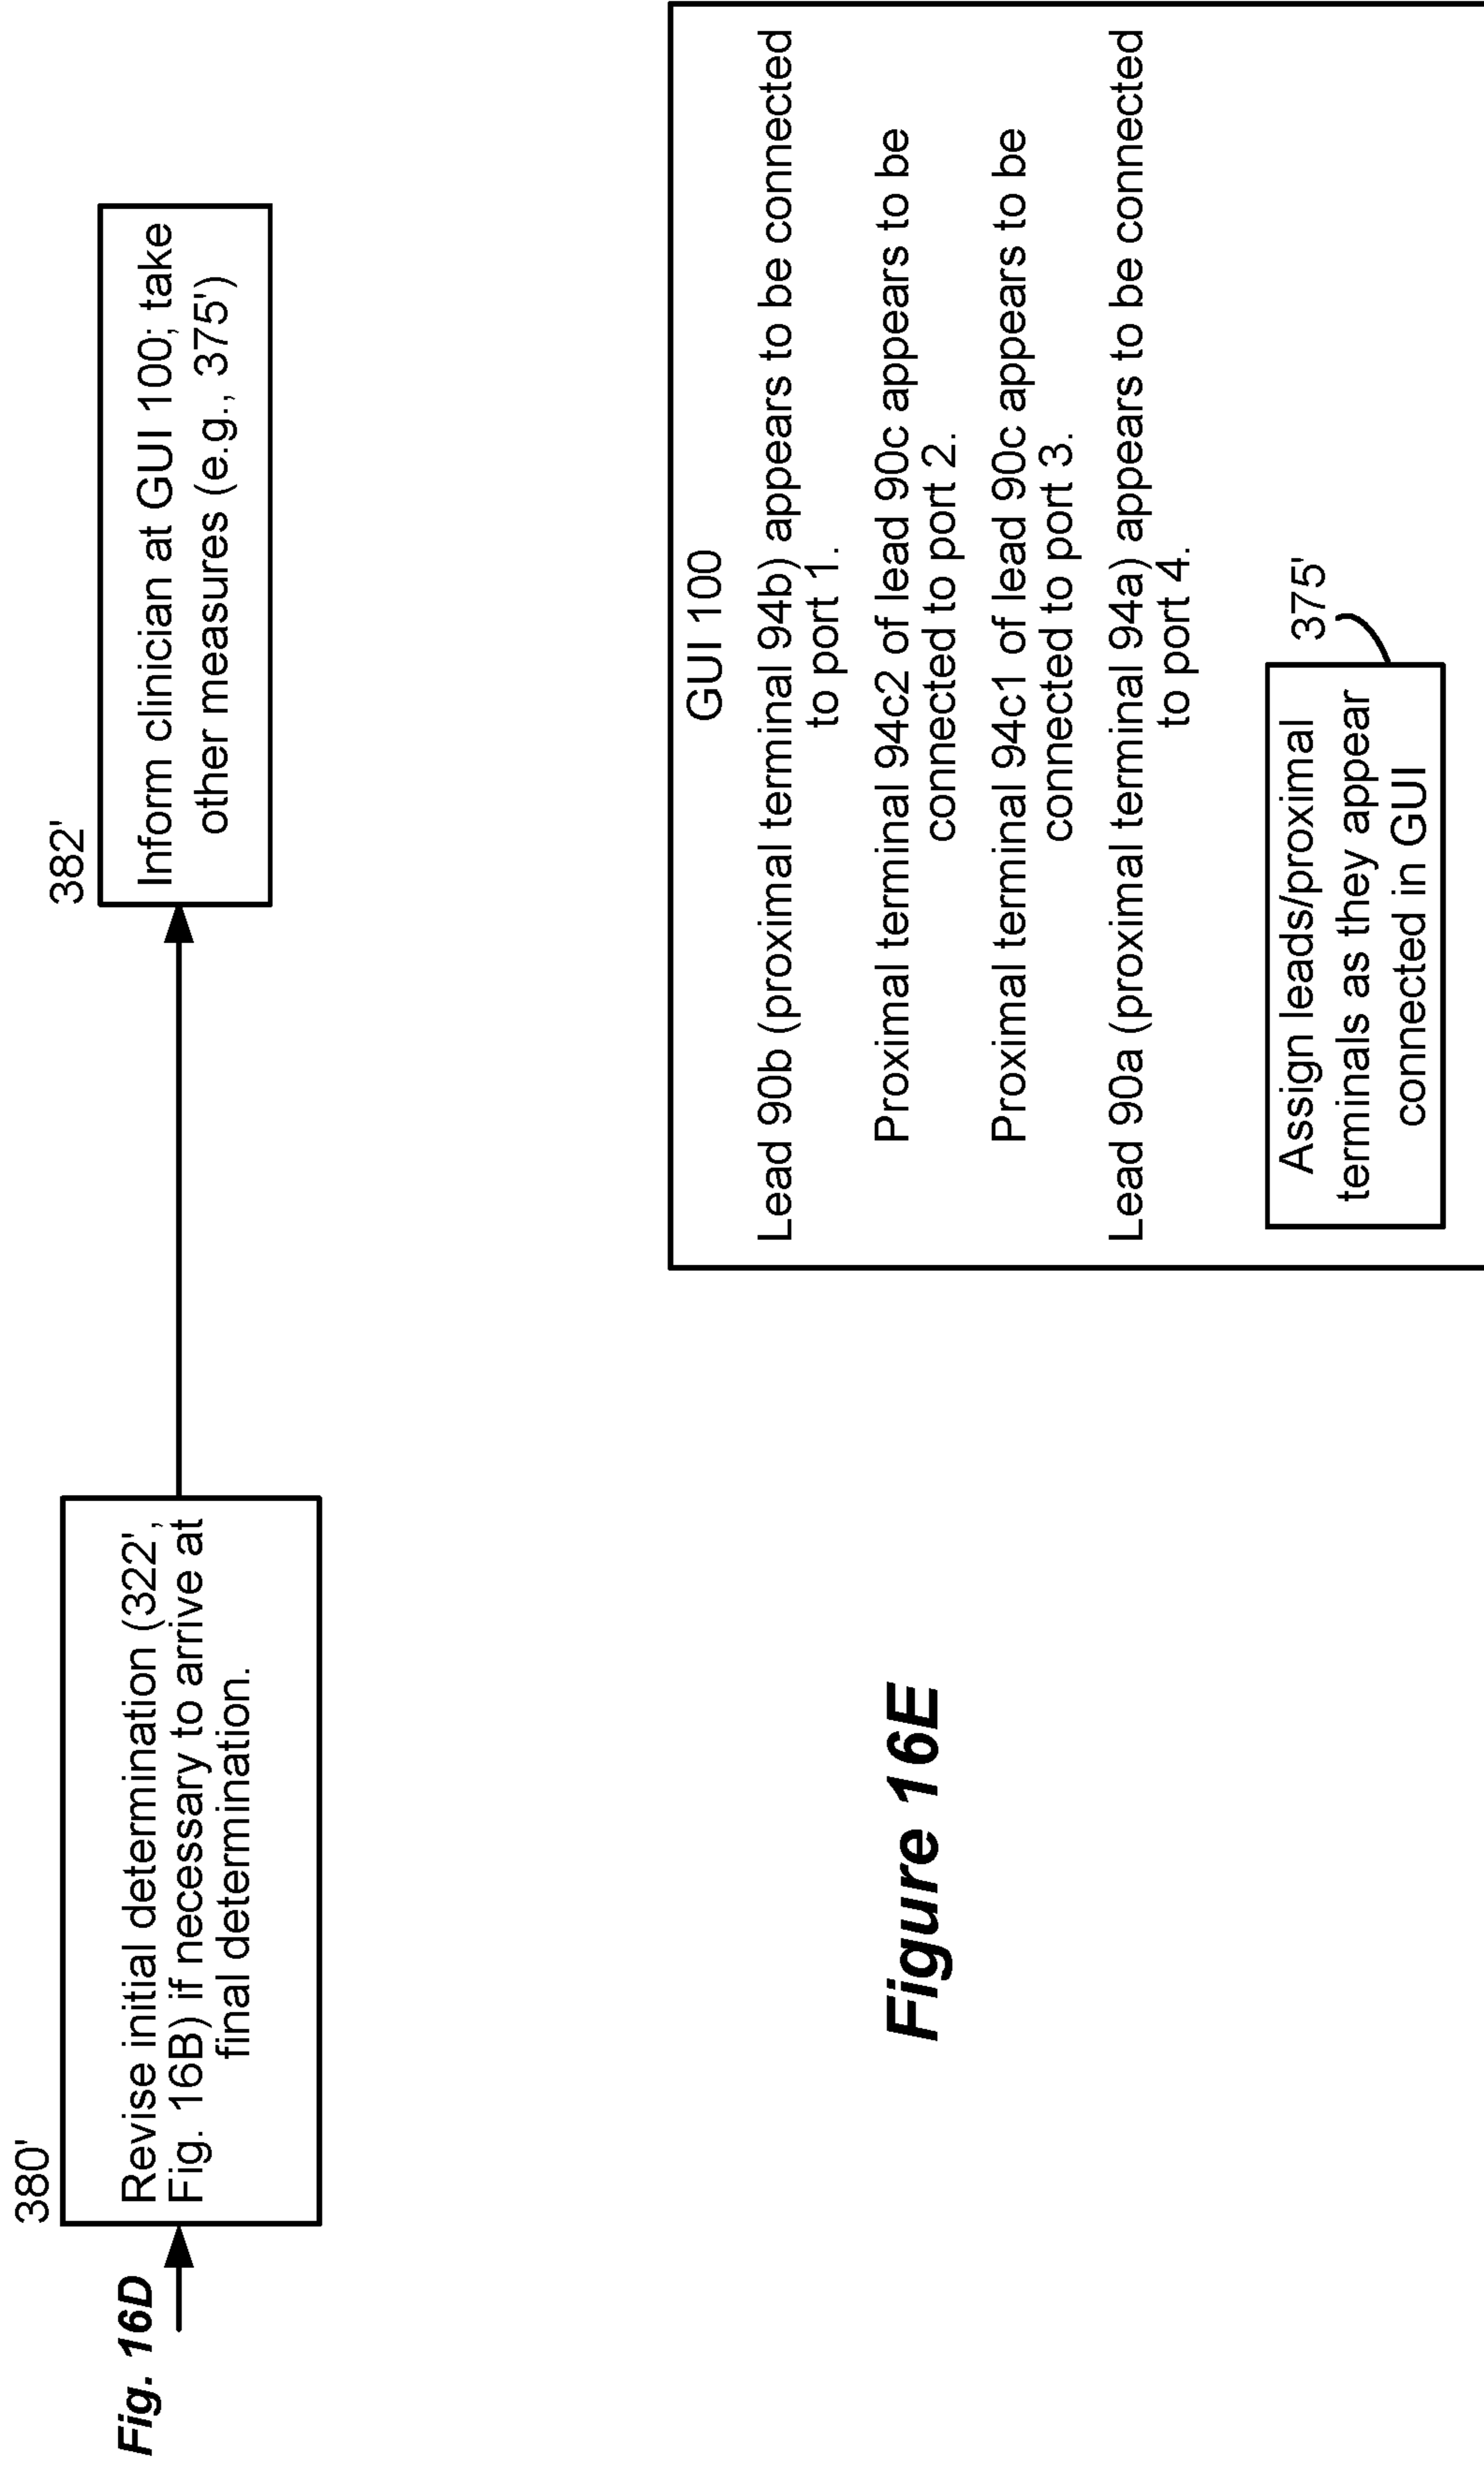 Fig. 16D
380'
Revise initial determination (322',
Fig. 16B) if necessary to arrive at
final determination.
382'
Inform clinician at GUI 100; take
other measures (e.g., 375')
GUI 100
Lead 90b (proximal terminal 94b) appears to be connected
to port 1.
Proximal terminal 94c2 of lead 90c appears to be
connected to port 2.
Proximal terminal 94c1 of lead 90c appears to be
connected to port 3.
Lead 90a (proximal terminal 94a) appears to be connected
to port 4.
Assign leads/proximal
terminals as they appear
connected in GUI
375'
Figure 16E